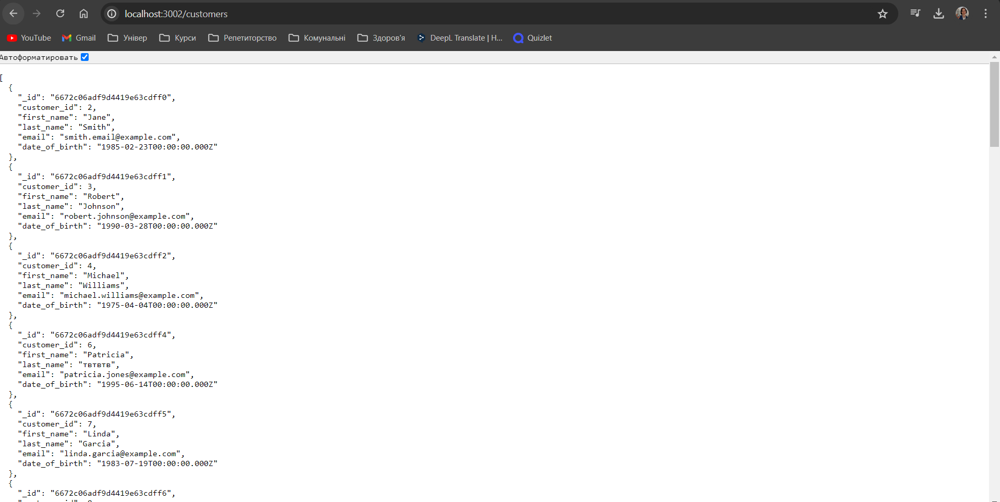 localhost:3002/customers
YouTube Gmail Універ Курси Репетиторство Комунальні Здоров'я DeepL Translate | H... Quizlet
Автоформатировать
[
{
"_id": "6672c06adf9d4419e63cdff0",
"customer_id": 2,
"first_name": "Jane",
"last_name": "Smith",
"email": "smith.email@example.com",
"date_of_birth": "1985-02-23T00:00:00.000Z"
},
{
"_id": "6672c06adf9d4419e63cdff1",
"customer_id": 3,
"first_name": "Robert",
"last_name": "Johnson",
"email": "robert.johnson@example.com",
"date_of_birth": "1990-03-28T00:00:00.000Z"
},
{
"_id": "6672c06adf9d4419e63cdff2",
"customer_id": 4,
"first_name": "Michael",
"last_name": "Williams",
"email": "michael.williams@example.com",
"date_of_birth": "1975-04-04T00:00:00.000Z"
},
{
"_id": "6672c06adf9d4419e63cdff4",
"customer_id": 6,
"first_name": "Patricia",
"last_name": "твтвтв",
"email": "patricia.jones@example.com",
"date_of_birth": "1995-06-14T00:00:00.000Z"
},
{
"_id": "6672c06adf9d4419e63cdff5",
"customer_id": 7,
"first_name": "Linda",
"last_name": "Garcia",
"email": "linda.garcia@example.com",
"date_of_birth": "1983-07-19T00:00:00.000Z"
},
{
"_id": "6672c06adf9d4419e63cdff6",